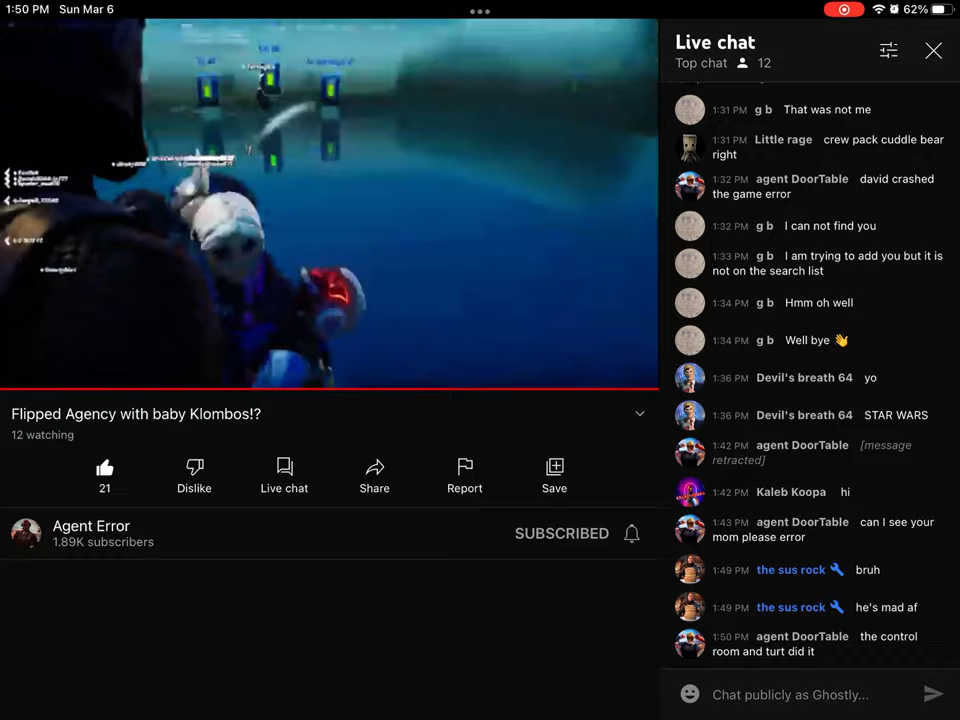 1:50 PM Sun Mar 6
62%
Live chat
Top chat 12
1:31 PM g b That was not me
1:31 PM Little rage crew pack cuddle bear
right
1:32 PM agent DoorTable david crashed
the game error
1:32 PM g b I can not find you
1:33 PM g b I am trying to add you but it is
not on the search list
1:34 PM g b Hmm oh well
1:34 PM g b Well bye 👋
1:36 PM Devil's breath 64 yo
1:36 PM Devil's breath 64 STAR WARS
1:42 PM agent DoorTable [message
retracted]
1:42 PM Kaleb Koopa hi
1:43 PM agent DoorTable can I see your
mom please error
1:49 PM the sus rock bruh
1:49 PM the sus rock he's mad af
1:50 PM agent DoorTable the control
room and turt did it
Chat publicly as Ghostly...
Flipped Agency with baby Klombos!?
12 watching
21
Dislike
Live chat
Share
Report
Save
Agent Error
1.89K subscribers
SUBSCRIBED